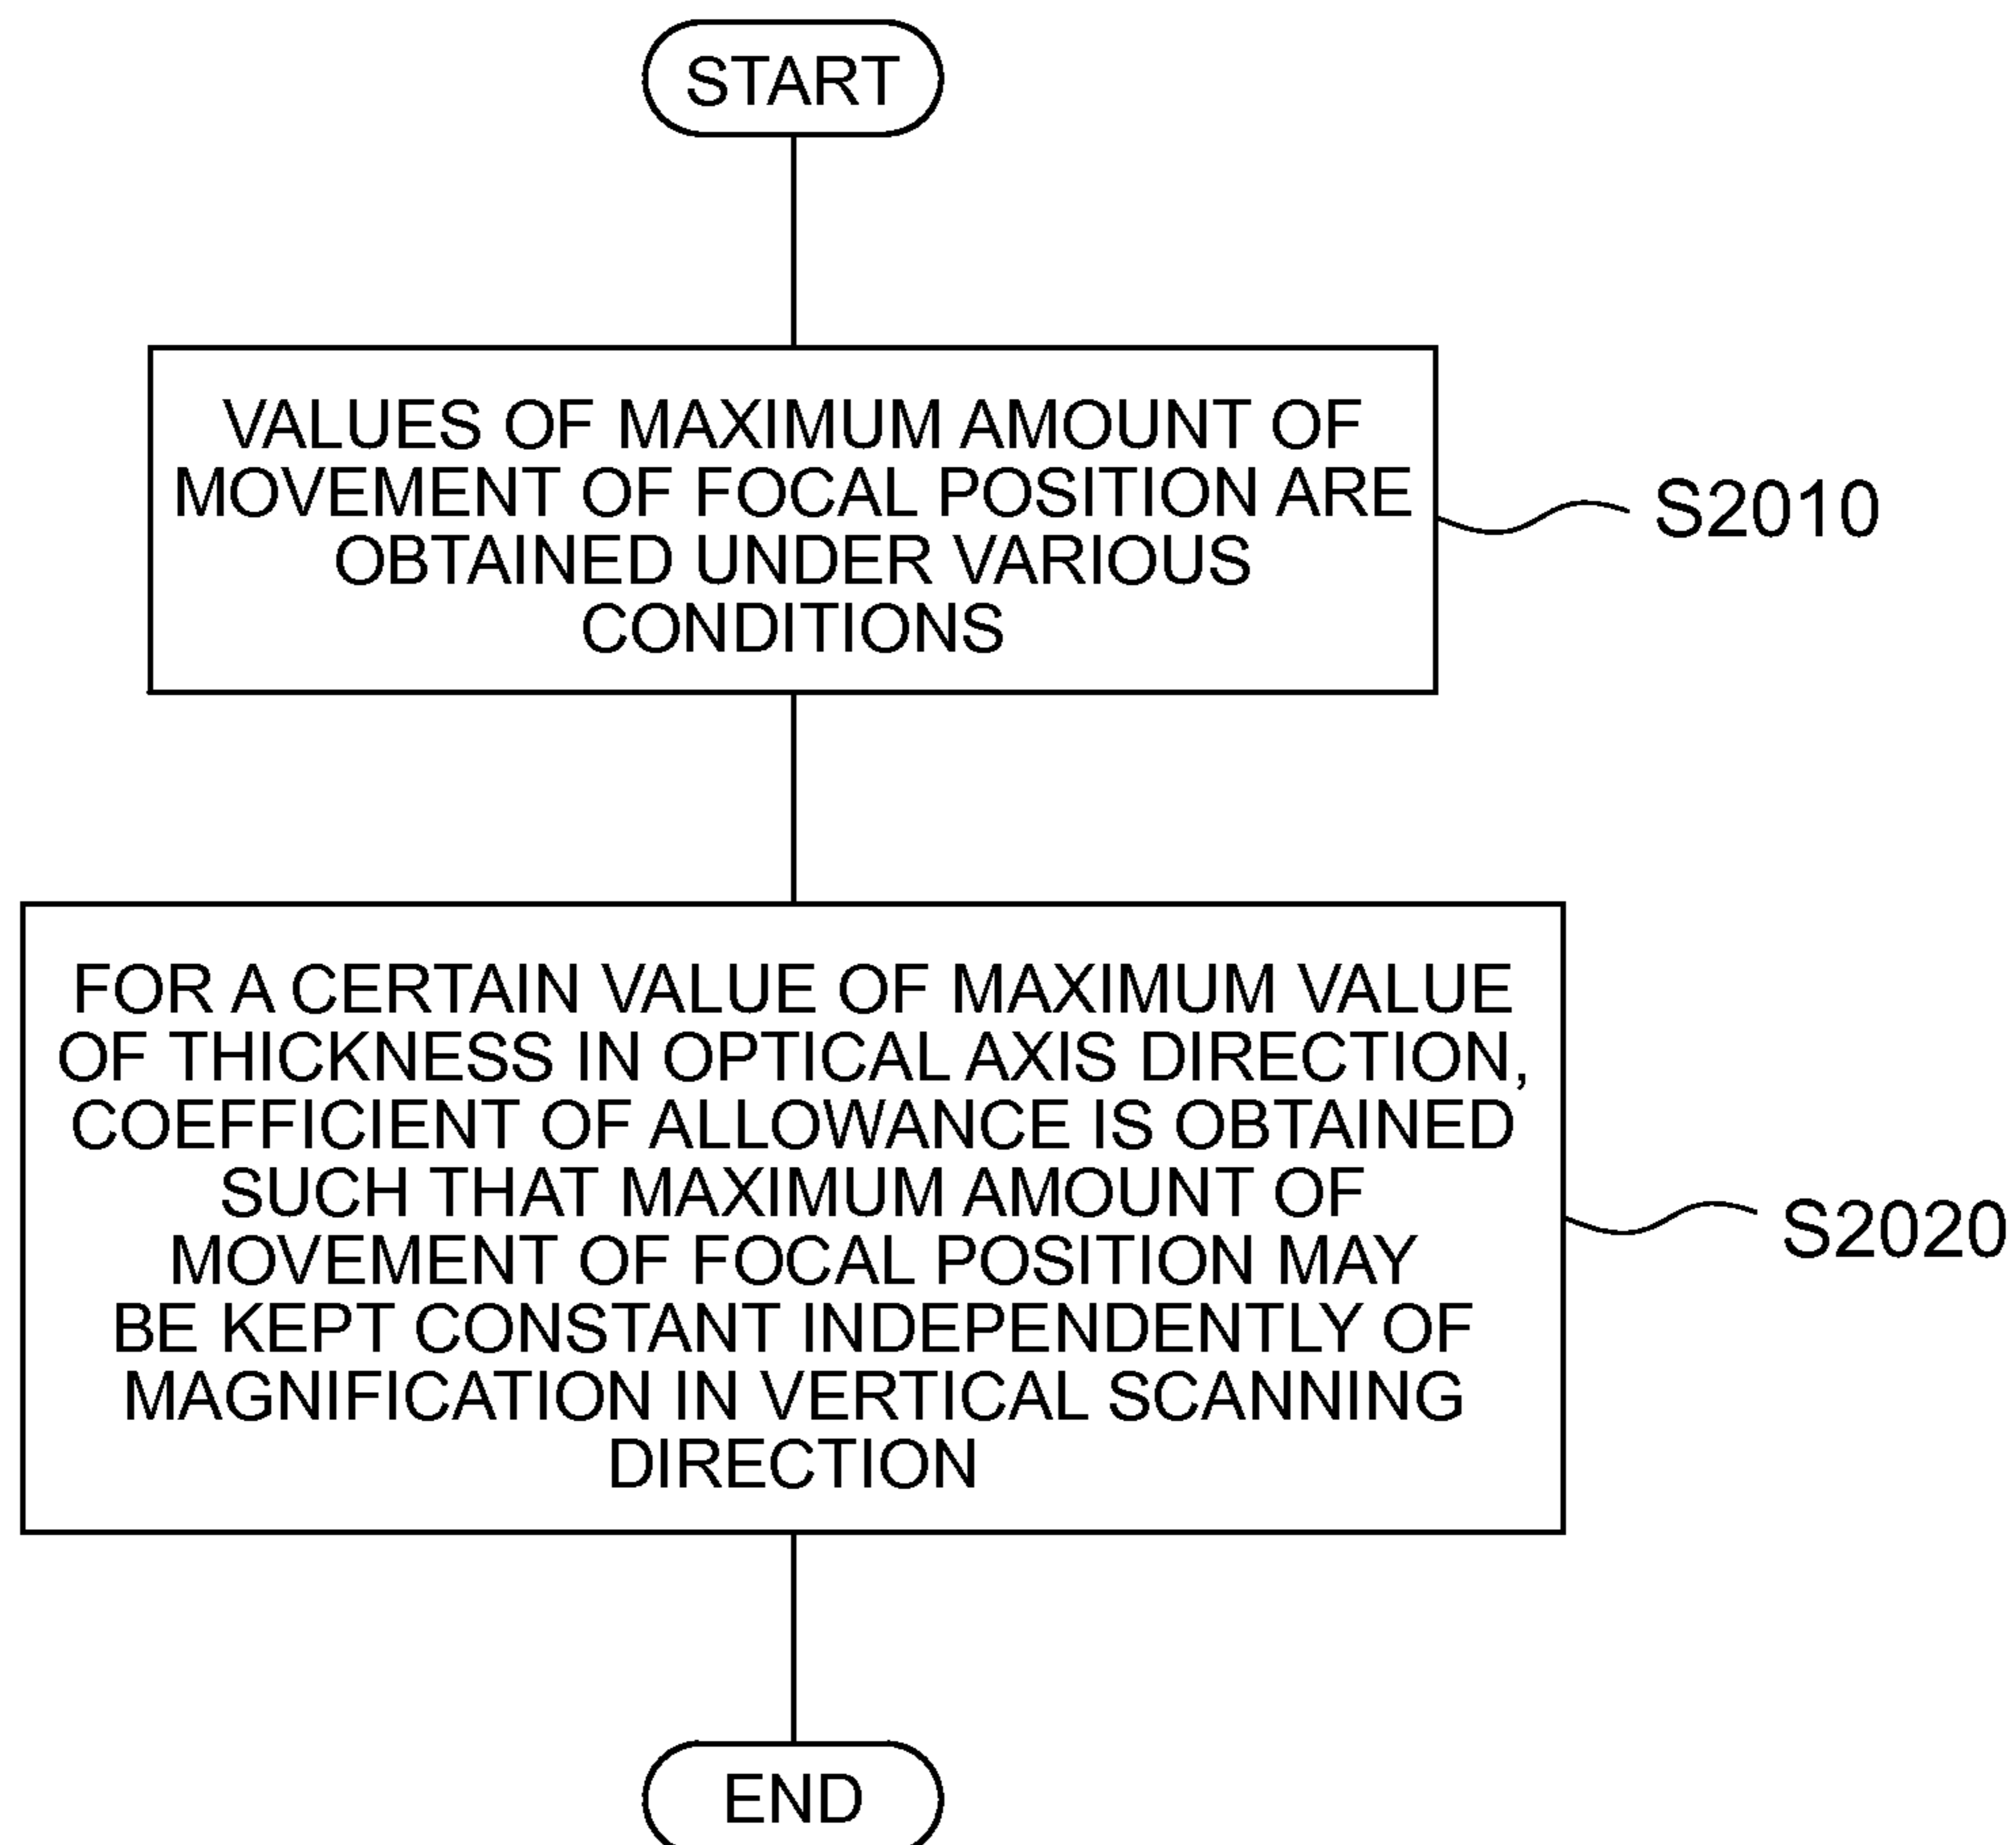 START
VALUES OF MAXIMUM AMOUNT OF
MOVEMENT OF FOCAL POSITION ARE
OBTAINED UNDER VARIOUS
CONDITIONS
S2010
FOR A CERTAIN VALUE OF MAXIMUM VALUE
OF THICKNESS IN OPTICAL AXIS DIRECTION,
COEFFICIENT OF ALLOWANCE IS OBTAINED
SUCH THAT MAXIMUM AMOUNT OF
MOVEMENT OF FOCAL POSITION MAY
BE KEPT CONSTANT INDEPENDENTLY OF
MAGNIFICATION IN VERTICAL SCANNING
DIRECTION
S2020
END